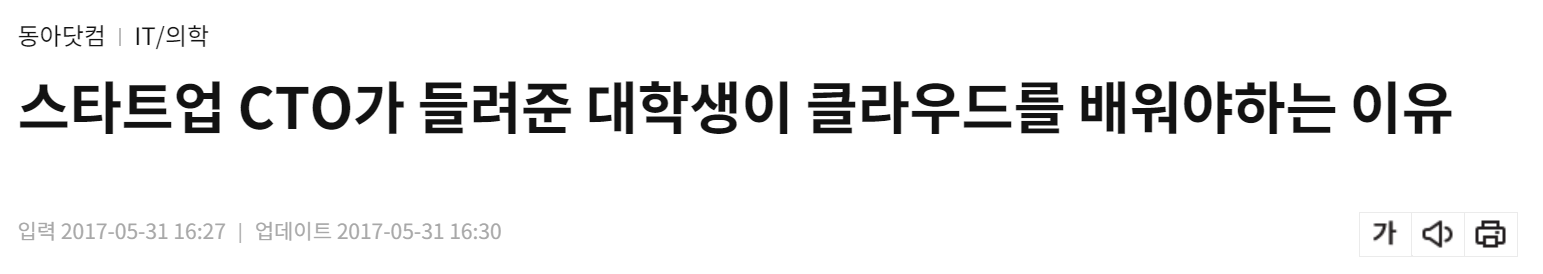 동아닷컴 | IT/의학
스타트업 CTO가 들려준 대학생이 클라우드를 배워야하는 이유
입력 2017-05-31 16:27 | 업데이트 2017-05-31 16:30
가